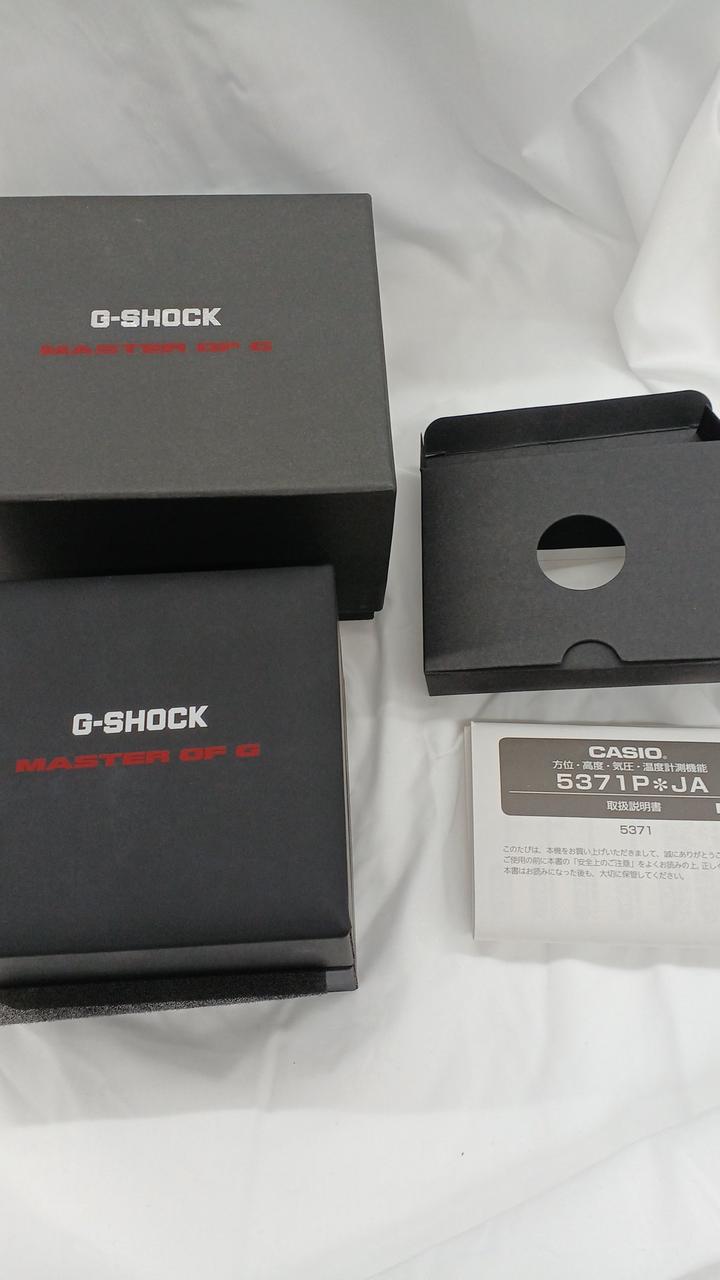 G-SHOCK
MASTER OF G
G-SHOCK
MASTER OF G
CASIO®
方位・高度・気圧・温度計測機能
5371P*JA
取扱説明書
5371
このたびは、本機をお買い上げいただきまして、誠にありがとうご
ご使用の前に本書の「安全上のご注意」をよくお読みの上、正し
本書はお読みになった後も、大切に保管してください。